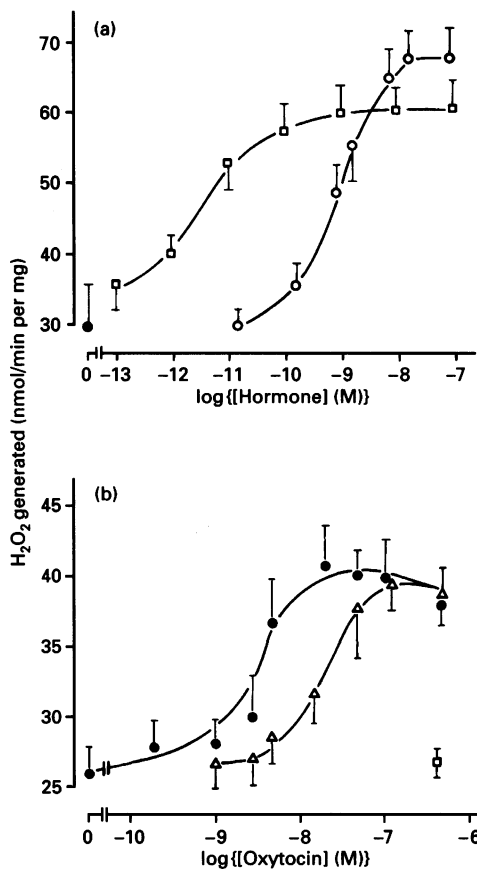 (a)
70
60
50
40
30
0 −13 −12 −11 −10 −9 −8 −7
log{[Hormone] (M)}
H₂O₂ generated (nmol/min per mg)
(b)
45
40
35
30
25
0 −10 −9 −8 −7 −6
log{[Oxytocin] (M)}